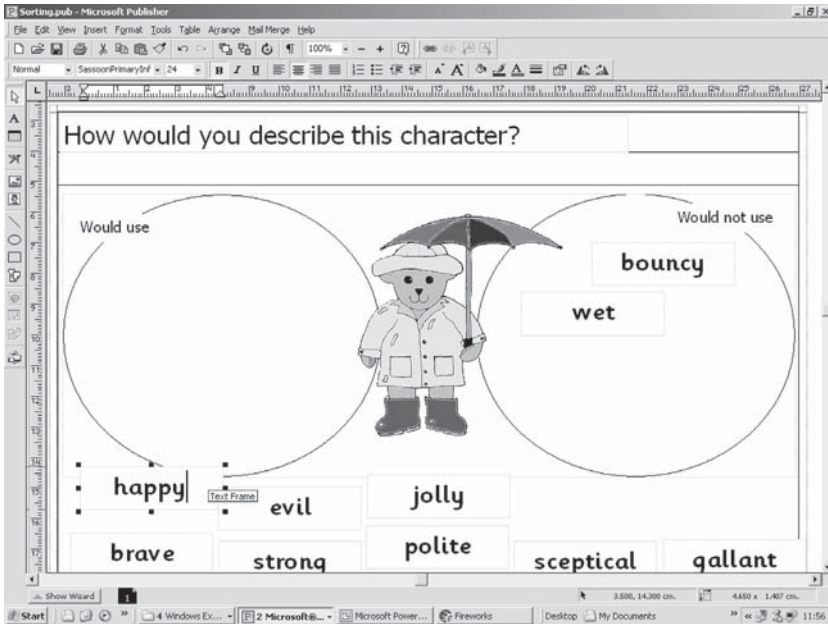 Sorting.pub - Microsoft Publisher
File Edit View Insert Format Tools Table Arrange Mail Merge Help
100%
Normal SassoonPrimaryInf 24 B I U
How would you describe this character?
Would use
Would not use
bouncy
wet
happy
Text Frame
evil
jolly
brave
strong
polite
sceptical
gallant
Show Wizard 1 3.500, 14.300 cm. 4.650 x 1.407 cm.
Start 4 Windows Ex... 2 Microsoft®... Microsoft Power... Fireworks Desktop My Documents 11:56